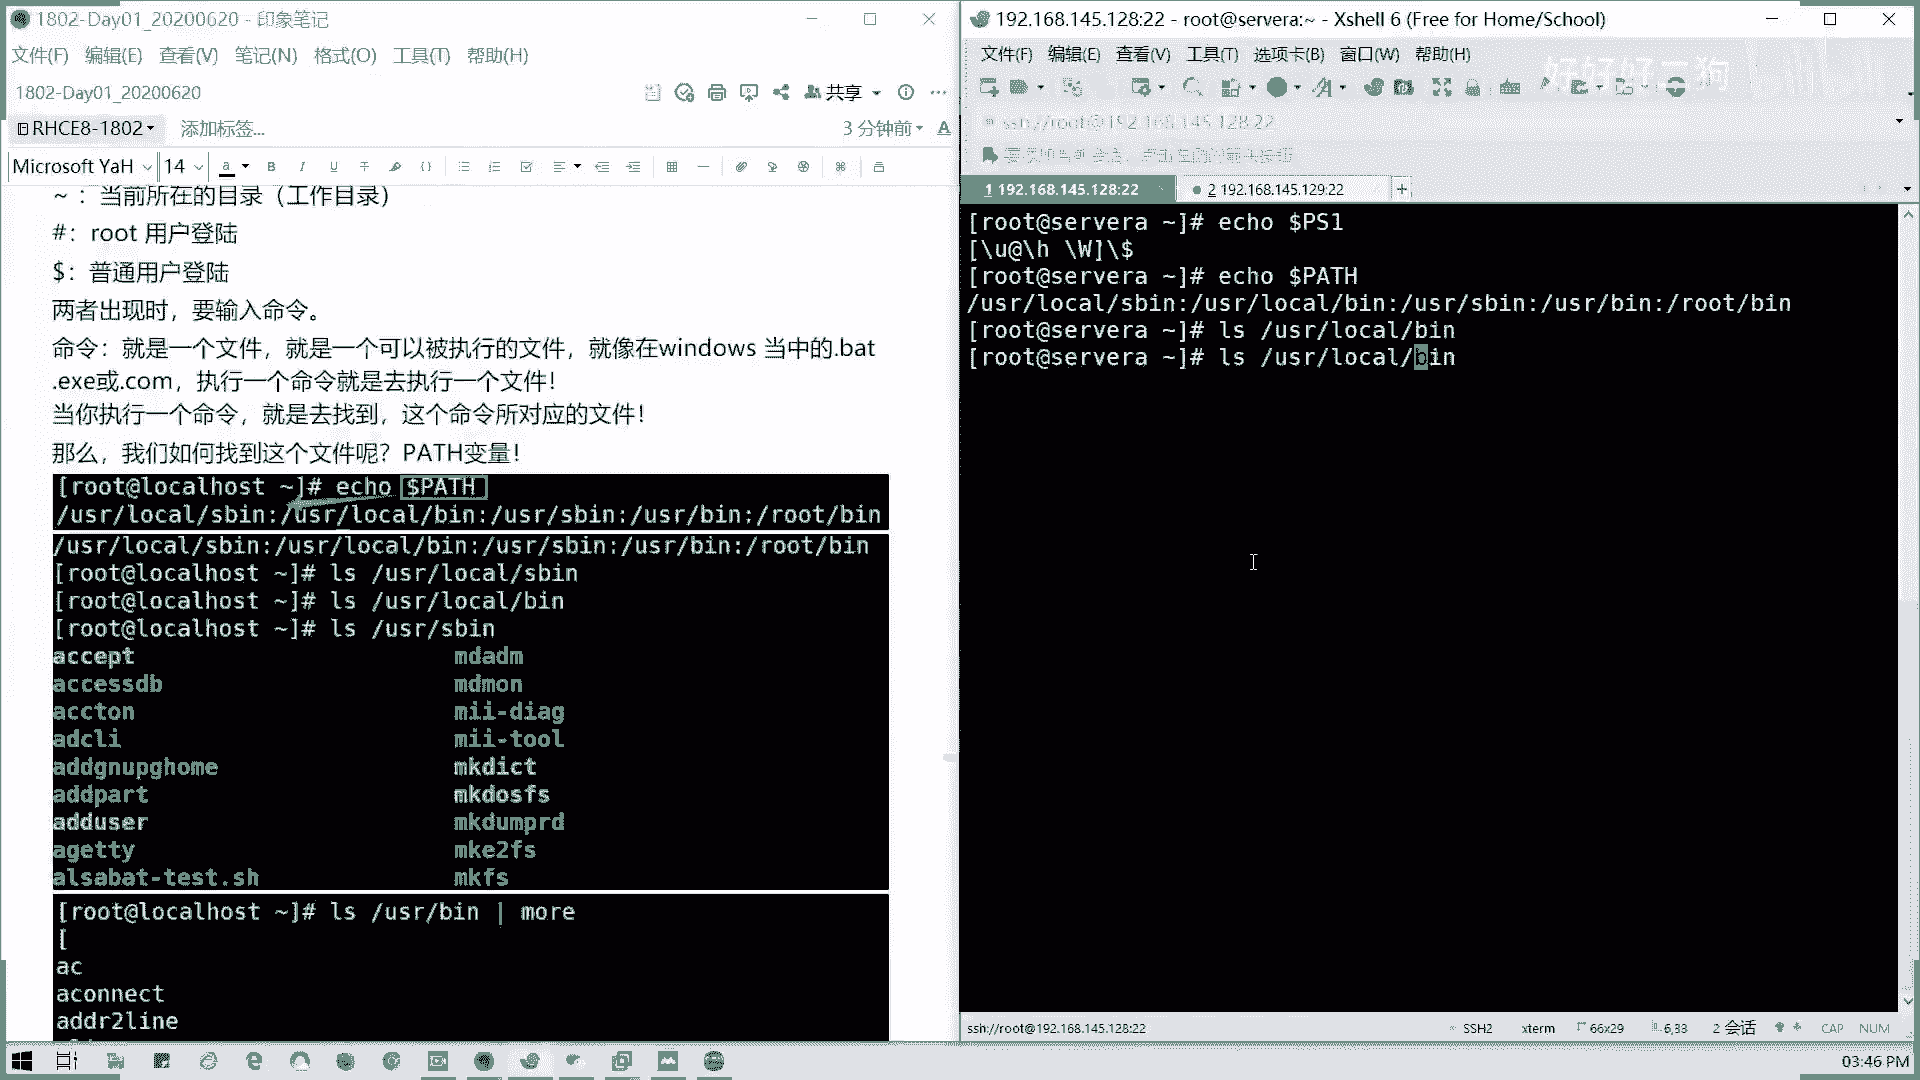 1802-Day01_20200620 - 印象笔记
文件(F) 编辑(E) 查看(V) 笔记(N) 格式(O) 工具(T) 帮助(H)
1802-Day01_20200620
共享
RHCE8-1802
添加标签...
3 分钟前
Microsoft YaH
14
~ : 当前所在的目录（工作目录）
#：root 用户登陆
$：普通用户登陆
两者出现时，要输入命令。
命令：就是一个文件，就是一个可以被执行的文件，就像在windows 当中的.bat
.exe或.com，执行一个命令就是去执行一个文件！
当你执行一个命令，就是去找到，这个命令所对应的文件！
那么，我们如何找到这个文件呢？PATH变量！
[root@localhost ~]# echo $PATH
/usr/local/sbin:/usr/local/bin:/usr/sbin:/usr/bin:/root/bin
/usr/local/sbin:/usr/local/bin:/usr/sbin:/usr/bin:/root/bin
[root@localhost ~]# ls /usr/local/sbin
[root@localhost ~]# ls /usr/local/bin
[root@localhost ~]# ls /usr/sbin
accept mdadm
accessdb mdmon
accton mii-diag
adcli mii-tool
addgnupghome mkdict
addpart mkdosfs
adduser mkdumprd
agetty mke2fs
alsabat-test.sh mkfs
[root@localhost ~]# ls /usr/bin | more
[
ac
aconnect
addr2line
192.168.145.128:22 - root@servera:~ - Xshell 6 (Free for Home/School)
文件(F) 编辑(E) 查看(V) 工具(T) 选项卡(B) 窗口(W) 帮助(H)
好好好二狗
ssh://root@192.168.145.128:22
1 192.168.145.128:22
2 192.168.145.129:22
[root@servera ~]# echo $PS1
[\u@\h \W]\$
[root@servera ~]# echo $PATH
/usr/local/sbin:/usr/local/bin:/usr/sbin:/usr/bin:/root/bin
[root@servera ~]# ls /usr/local/bin
[root@servera ~]# ls /usr/local/bin
ssh://root@192.168.145.128:22
SSH2 xterm 66x29 6,33 2 会话 CAP NUM
03:46 PM